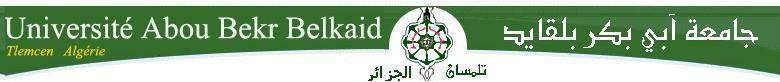 Université Abou Bekr Belkaid
Tlemcen Algérie
جامعة أبي بكر بلقايد
تلمسان الجزائر